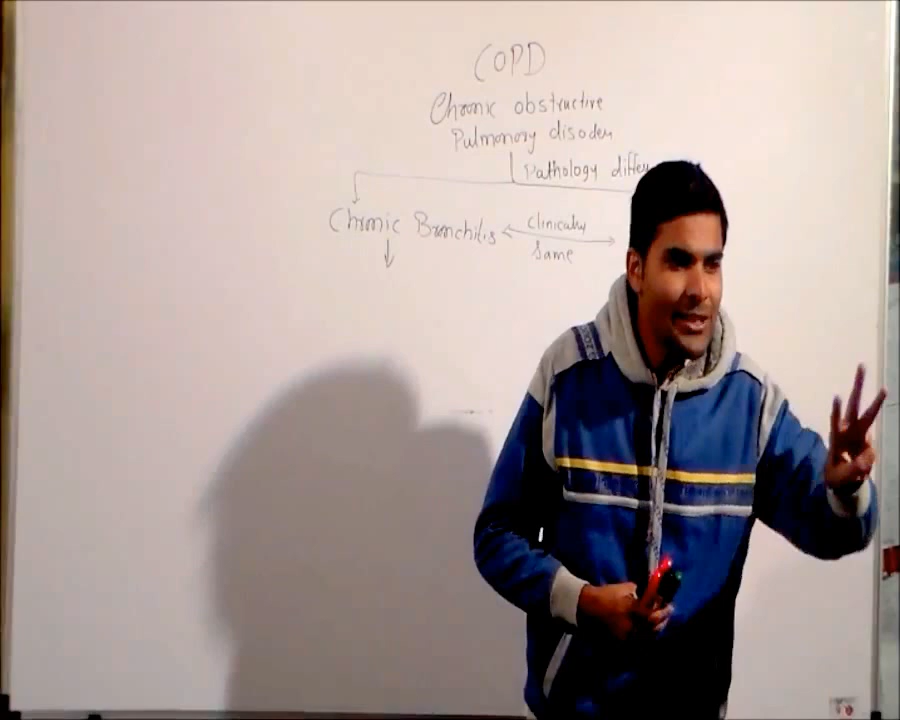 COPD
Chronic obstructive
Pulmonary disoder
Pathology differ
Chronic Bronchitis
Clinically
Same